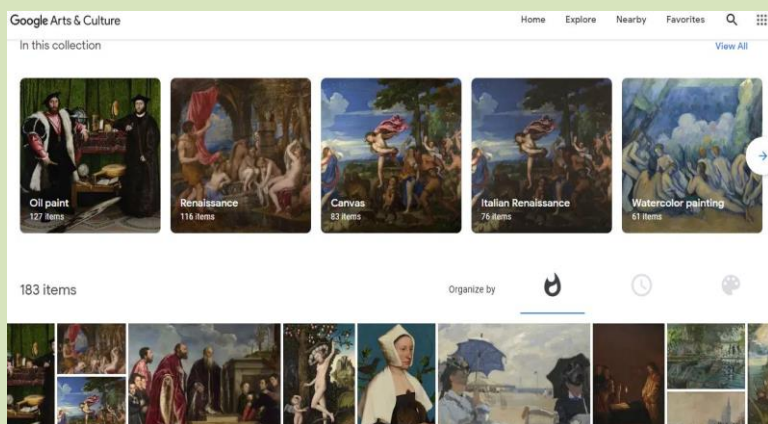 Google Arts & Culture
Home Explore Nearby Favorites
In this collection
View All
Oil paint
127 items
Renaissance
116 items
Canvas
83 items
Italian Renaissance
76 items
Watercolor painting
61 items
183 items
Organize by